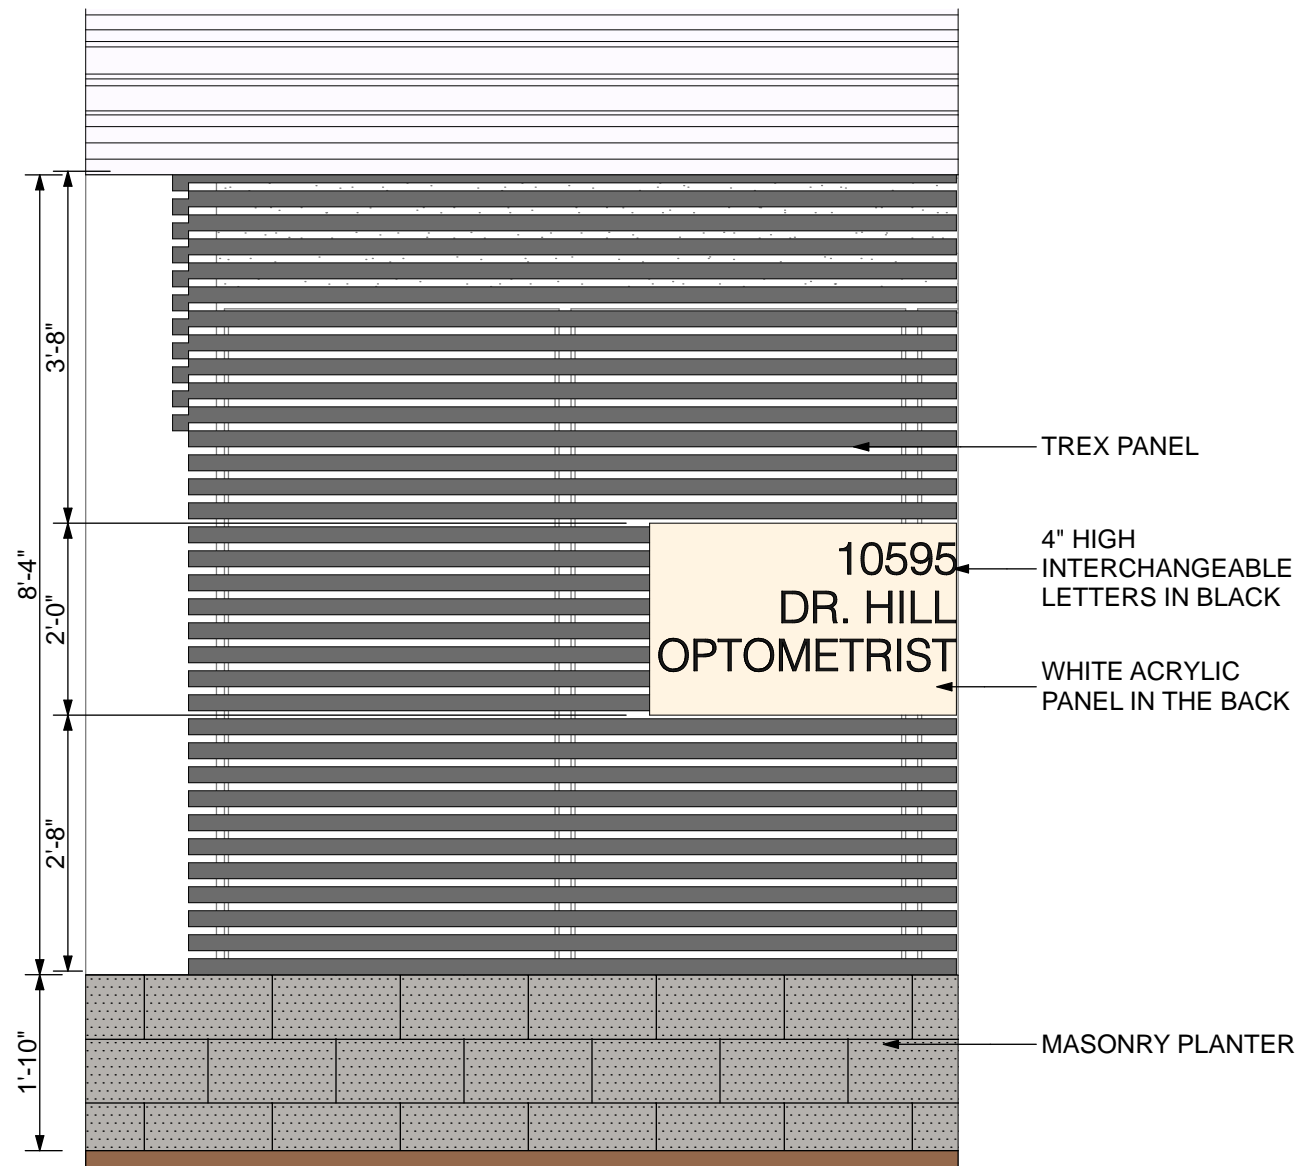 3'-8"
8'-4"
2'-0"
2'-8"
1'-10"
10595
DR. HILL
OPTOMETRIST
TREX PANEL
4" HIGH
INTERCHANGEABLE
LETTERS IN BLACK
WHITE ACRYLIC
PANEL IN THE BACK
MASONRY PLANTER